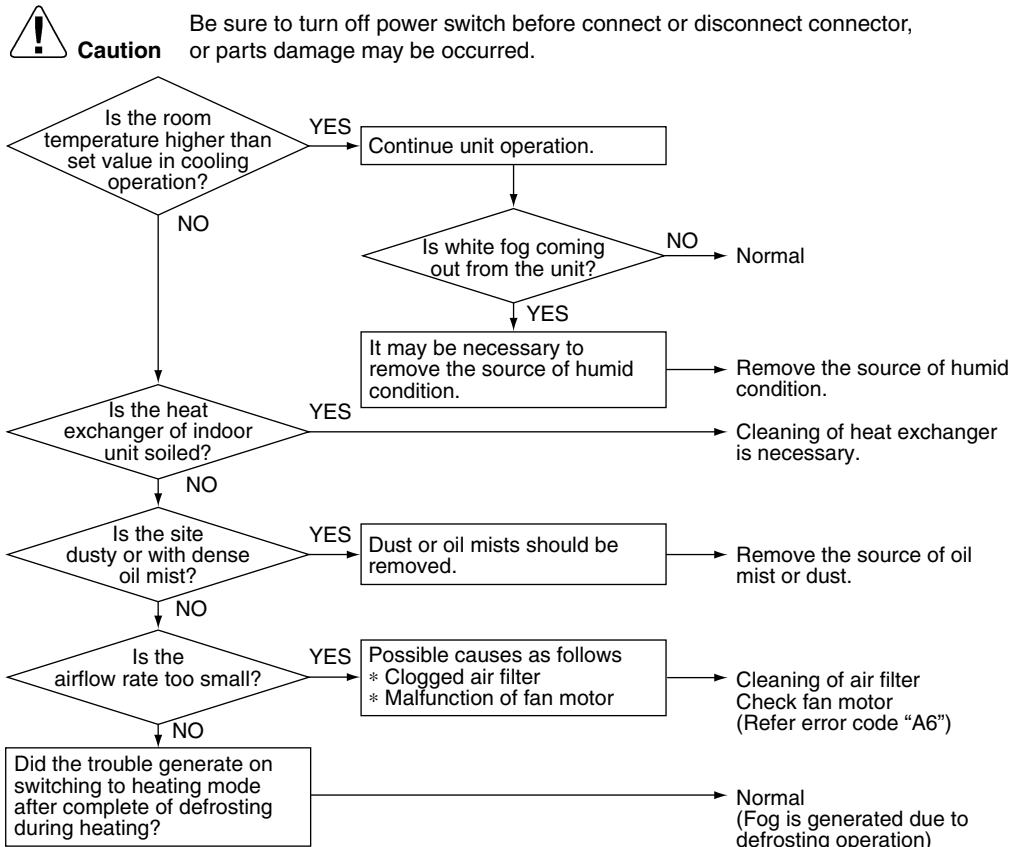 Be sure to turn off power switch before connect or disconnect connector,
Caution or parts damage may be occurred.
Is the room
temperature higher than
set value in cooling
operation?
YES
Continue unit operation.
NO
Is white fog coming
out from the unit?
NO
Normal
YES
It may be necessary to
remove the source of humid
condition.
Remove the source of humid
condition.
Is the heat
exchanger of indoor
unit soiled?
YES
Cleaning of heat exchanger
is necessary.
NO
Is the site
dusty or with dense
oil mist?
YES
Dust or oil mists should be
removed.
Remove the source of oil
mist or dust.
NO
Is the
airflow rate too small?
YES
Possible causes as follows
* Clogged air filter
* Malfunction of fan motor
Cleaning of air filter
Check fan motor
(Refer error code “A6”)
NO
Did the trouble generate on
switching to heating mode
after complete of defrosting
during heating?
Normal
(Fog is generated due to
defrosting operation)